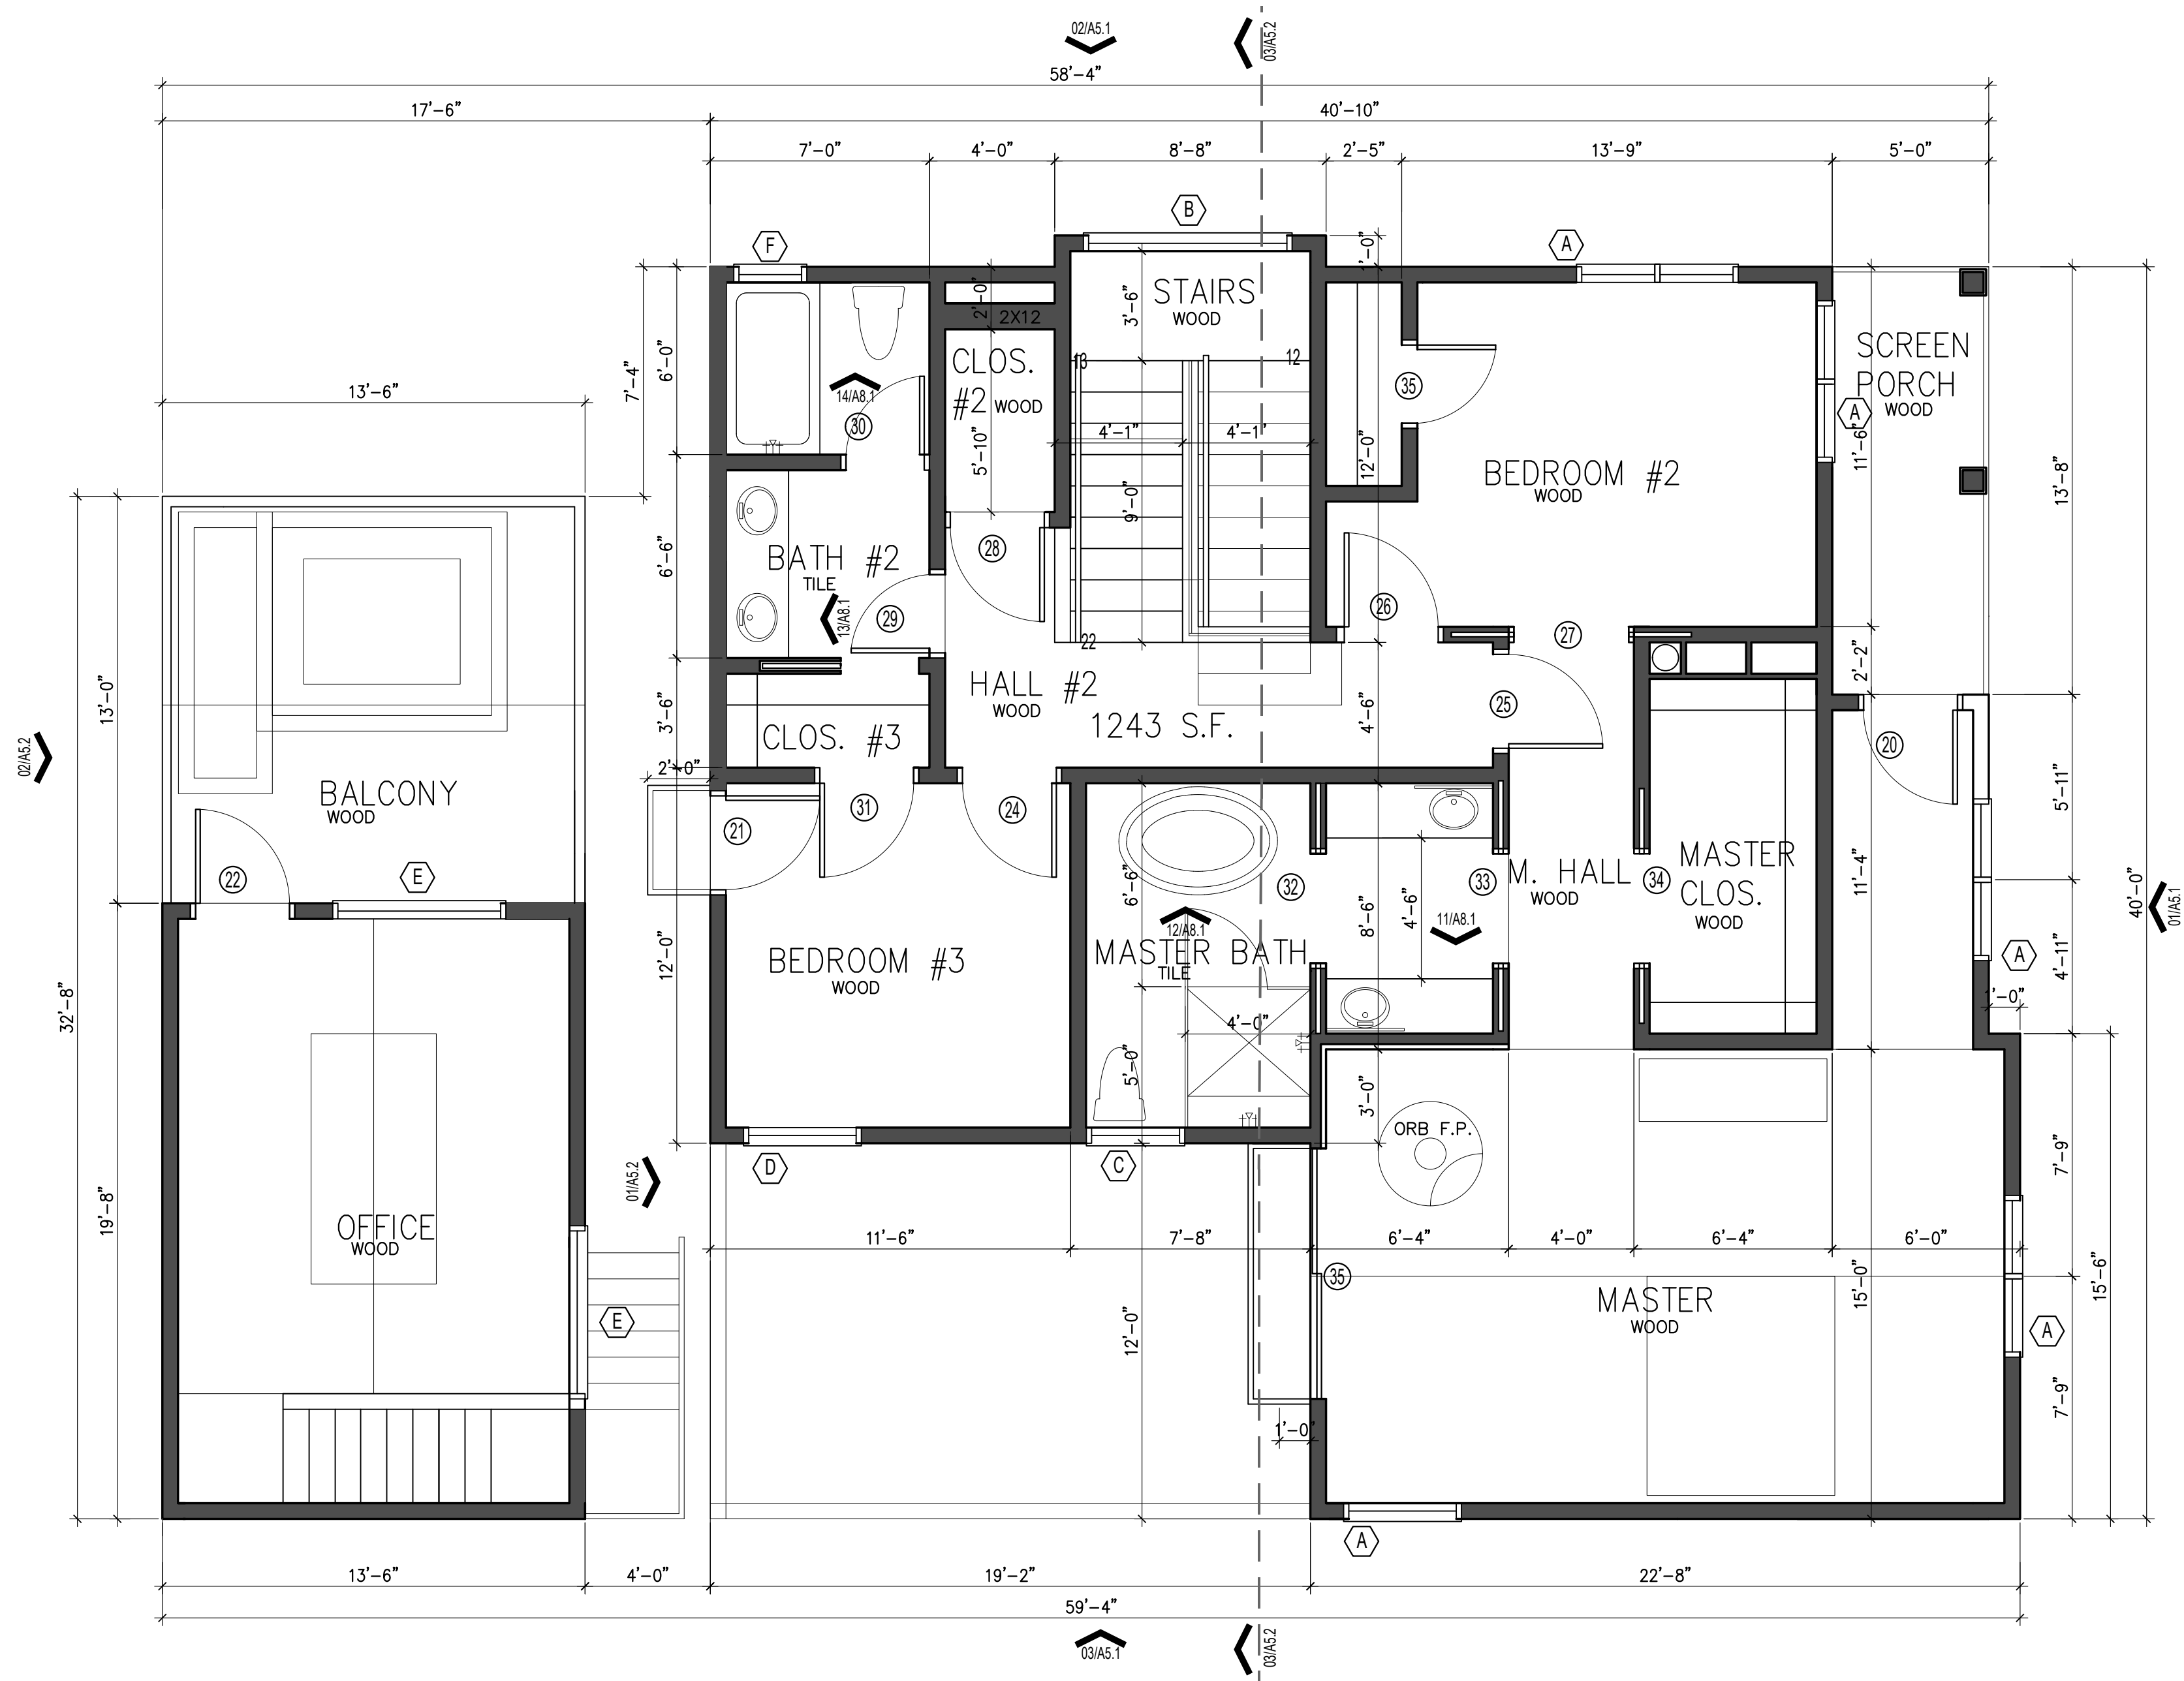 02/A5.1
03/A5.2
58'-4"
17'-6"
40'-10"
7'-0"
4'-0"
8'-8"
2'-5"
13'-9"
5'-0"
B
F
A
2'-0"
2X12
STAIRS
WOOD
3'-6"
13
12
CLOS.
#2 WOOD
5'-10"
4'-1"
4'-1'
9'-0"
22
12'-0"
35
BEDROOM #2
WOOD
SCREEN
PORCH
WOOD
A
11'-6"
13'-8"
7'-4"
6'-0"
14/A8.1
30
13'-6"
6'-6"
BATH #2
TILE
13/A8.1
29
28
26
27
2'-2"
HALL #2
WOOD
1243 S.F.
4'-6"
25
20
3'-6"
CLOS. #3
2'-0"
21
31
24
02/A5.2
13'-0"
BALCONY
WOOD
22
E
32'-8"
19'-8"
OFFICE
WOOD
E
12'-0"
BEDROOM #3
WOOD
6'-6"
12/A8.1
MASTER BATH
TILE
4'-0"
5'-0"
32
8'-6"
4'-6"
11/A8.1
33
M. HALL
WOOD
34
MASTER
CLOS.
WOOD
11'-4"
5'-11"
4'-11"
A
40'-0"
01/A5.1
3'-0"
ORB F.P.
D
C
01/A5.2
11'-6"
7'-8"
6'-4"
4'-0"
6'-4"
6'-0"
35
12'-0"
1'-0
MASTER
WOOD
15'-0"
7'-9"
7'-9"
15'-6"
A
A
13'-6"
4'-0"
19'-2"
22'-8"
59'-4"
03/A5.1
03/A5.2